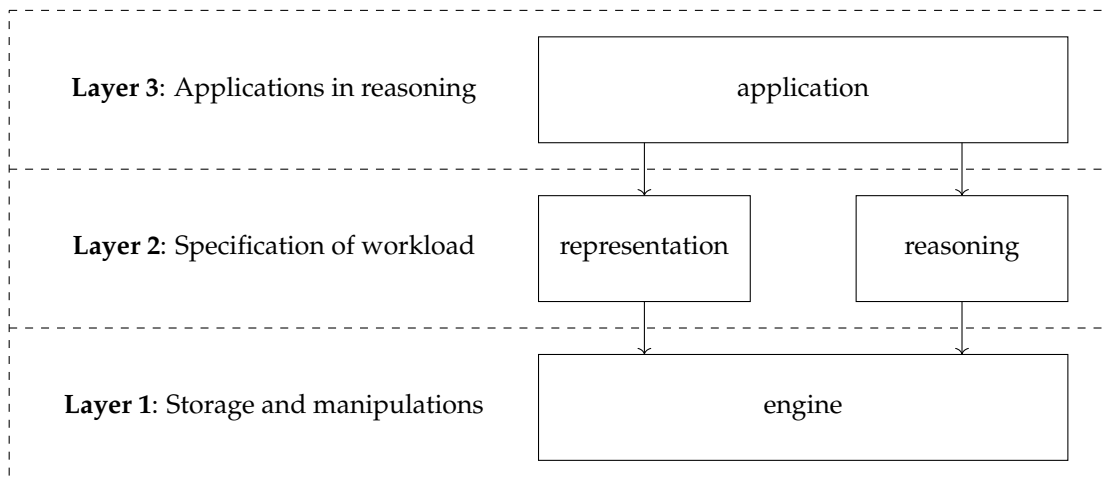 Layer 3: Applications in reasoning
application
Layer 2: Specification of workload
representation
reasoning
Layer 1: Storage and manipulations
engine